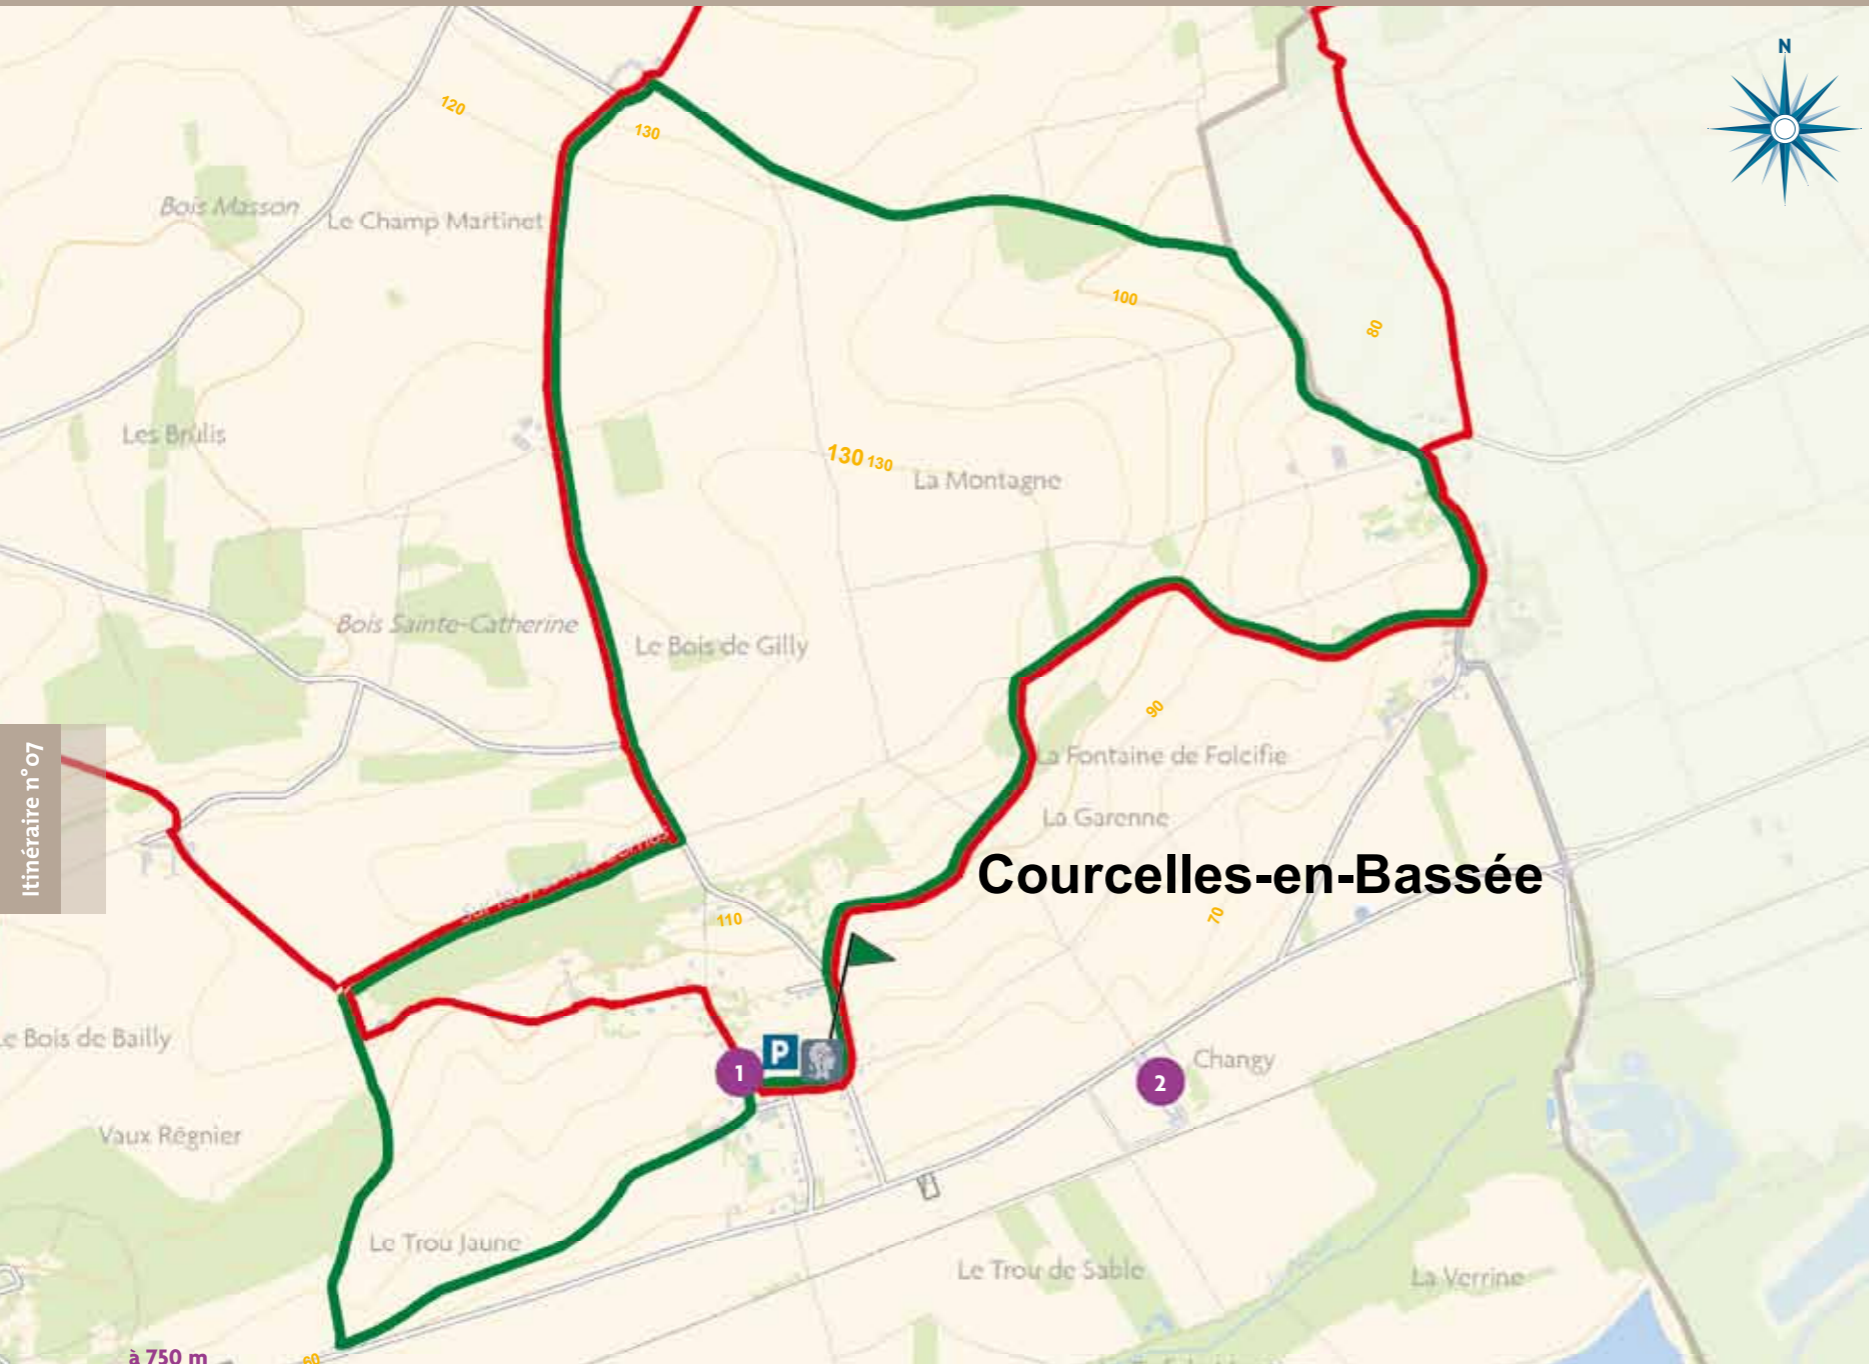 N
120
130
Bois Masson
Le Champ Martinet
100
80
Les Brûlis
130 130
La Montagne
Bois Sainte-Catherine
Le Bois de Gilly
90
La Fontaine de Folcifie
Itinéraire n°07
La Garenne
Courcelles-en-Bassée
110
70
Le Bois de Bailly
P
1
Changy
2
Vaux Régnier
Le Trou Jaune
Le Trou de Sable
La Verrine
à 750 m
60